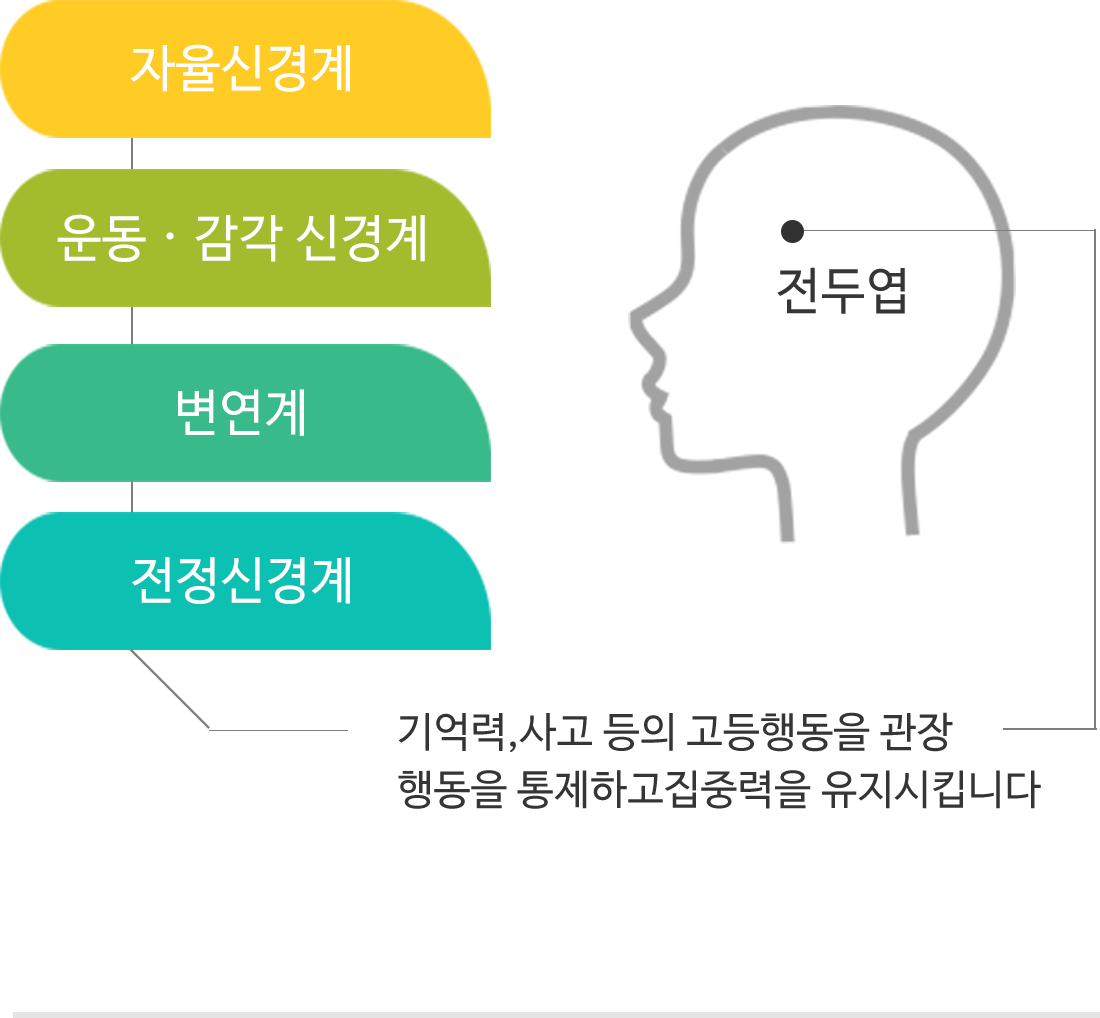 자율신경계
운동 · 감각 신경계
변연계
전정신경계
전두엽
기억력,사고 등의 고등행동을 관장
행동을 통제하고집중력을 유지시킵니다